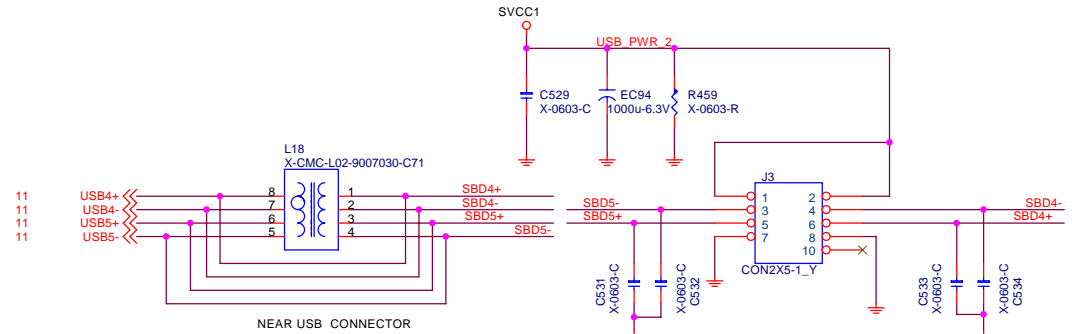 SVCC1
USB_PWR_2
C529
X-0603-C
EC94
1000u-6.3V
R459
X-0603-R
L18
X-CMC-L02-9007030-C71
11 USB4+ 8 1 SBD4+
11 USB4- 7 2 SBD4-
11 USB5+ 6 3 SBD5+
11 USB5- 5 4 SBD5-
J3
1 2
SBD5- 3 4 SBD4-
SBD5+ 5 6 SBD4+
7 8
10
CON2X5-1_Y
C531
X-0603-C
X-0603-C
C532
C533
X-0603-C
X-0603-C
C534
NEAR USB CONNECTOR